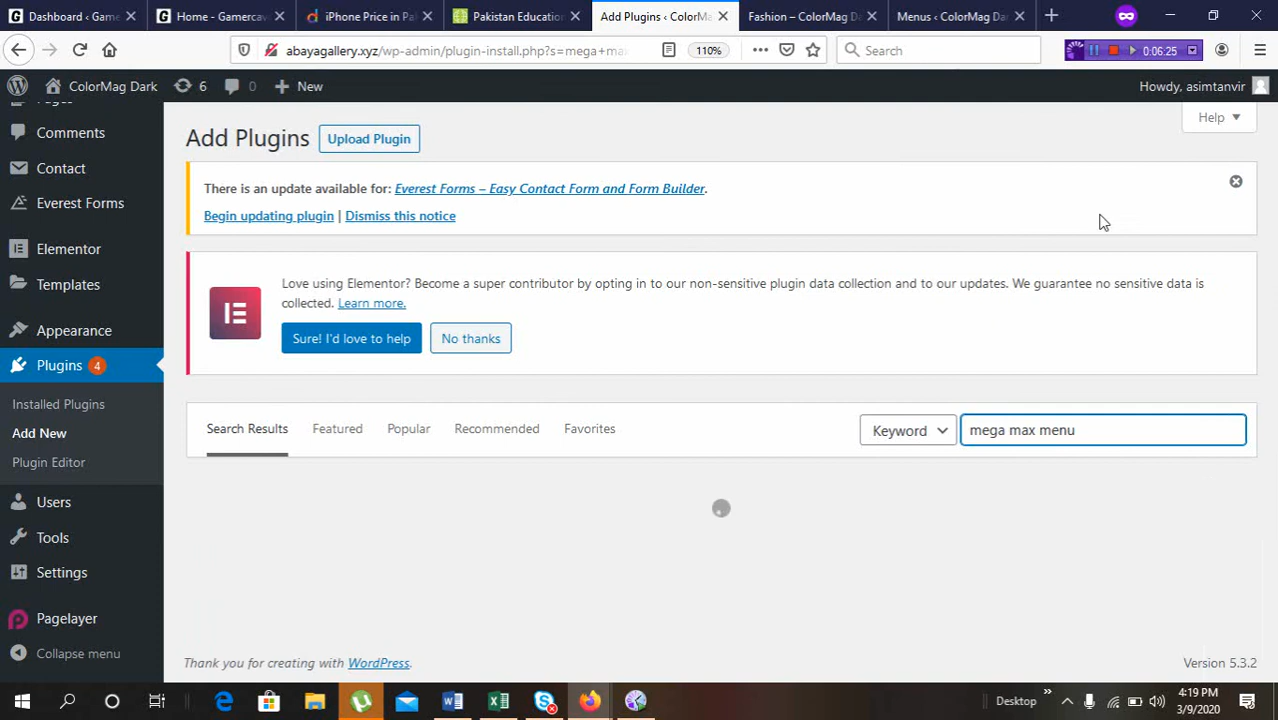 Dashboard ‹ Game
Home - Gamercav
iPhone Price in Pa
Pakistan Education
Add Plugins ‹ ColorMa
Fashion – ColorMag Da
Menus ‹ ColorMag Dar
abayagallery.xyz/wp-admin/plugin-install.php?s=mega+ma
110%
Search
00:06.25
ColorMag Dark
6
0
New
Howdy, asimtanvir
Pages
Comments
Contact
Everest Forms
Elementor
Templates
Appearance
Plugins 4
Installed Plugins
Add New
Plugin Editor
Users
Tools
Settings
Pagelayer
Collapse menu
Help
Add Plugins
Upload Plugin
There is an update available for: Everest Forms – Easy Contact Form and Form Builder.
Begin updating plugin | Dismiss this notice
Love using Elementor? Become a super contributor by opting in to our non-sensitive plugin data collection and to our updates. We guarantee no sensitive data is
collected. Learn more.
Sure! I'd love to help
No thanks
Search Results
Featured
Popular
Recommended
Favorites
Keyword
mega max menu
Thank you for creating with WordPress.
Version 5.3.2
Desktop
4:19 PM
3/9/2020